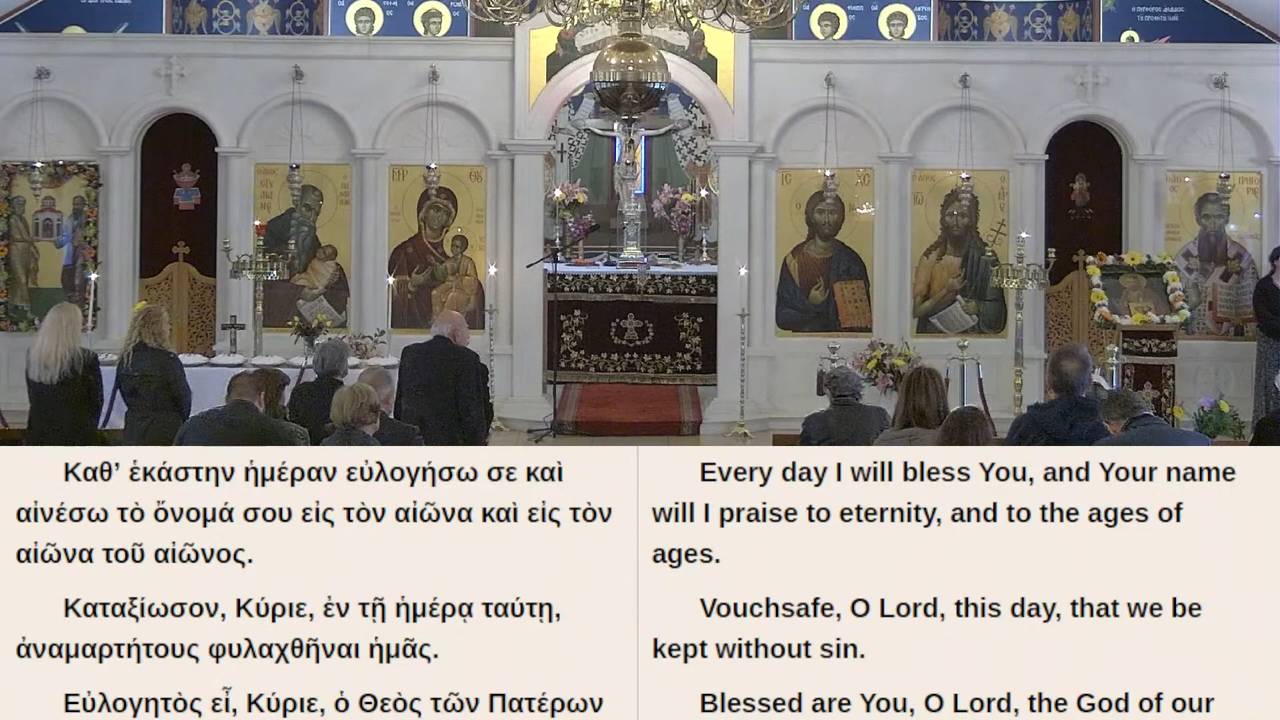 ΜΡ ΘΥ
ΙC ΧC
Καθ’ ἑκάστην ἡμέραν εὐλογήσω σε καὶ
αἰνέσω τὸ ὄνομά σου εἰς τὸν αἰῶνα καὶ εἰς τὸν
αἰῶνα τοῦ αἰῶνος.
Καταξίωσον, Κύριε, ἐν τῇ ἡμέρᾳ ταύτῃ,
ἀναμαρτήτους φυλαχθῆναι ἡμᾶς.
Εὐλογητὸς εἶ, Κύριε, ὁ Θεὸς τῶν Πατέρων
Every day I will bless You, and Your name
will I praise to eternity, and to the ages of
ages.
Vouchsafe, O Lord, this day, that we be
kept without sin.
Blessed are You, O Lord, the God of our